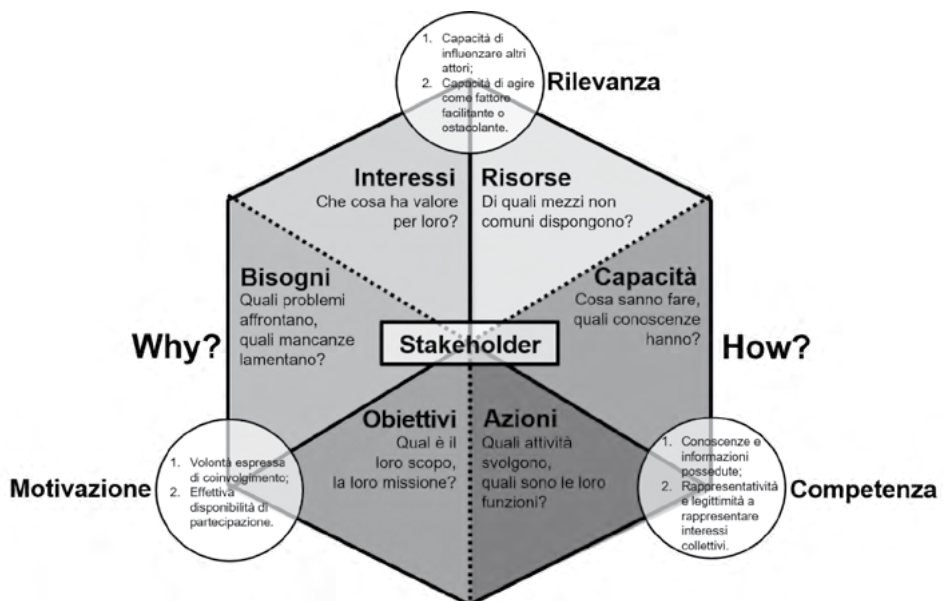 1. Capacità di
influenzare altri
attori;
2. Capacità di agire
come fattore
facilitante o
ostacolante.
Rilevanza
Interessi
Che cosa ha valore
per loro?
Risorse
Di quali mezzi non
comuni dispongono?
Bisogni
Quali problemi
affrontano,
quali mancanze
lamentano?
Capacità
Cosa sanno fare,
quali conoscenze
hanno?
Why?
Stakeholder
How?
Obiettivi
Qual è il
loro scopo,
la loro missione?
Azioni
Quali attività
svolgono,
quali sono le loro
funzioni?
Motivazione
1. Volontà espressa
di coinvolgimento;
2. Effettiva
disponibilità di
partecipazione.
1. Conoscenze e
informazioni
possedute;
2. Rappresentatività
e legittimità a
rappresentare
interessi
collettivi.
Competenza